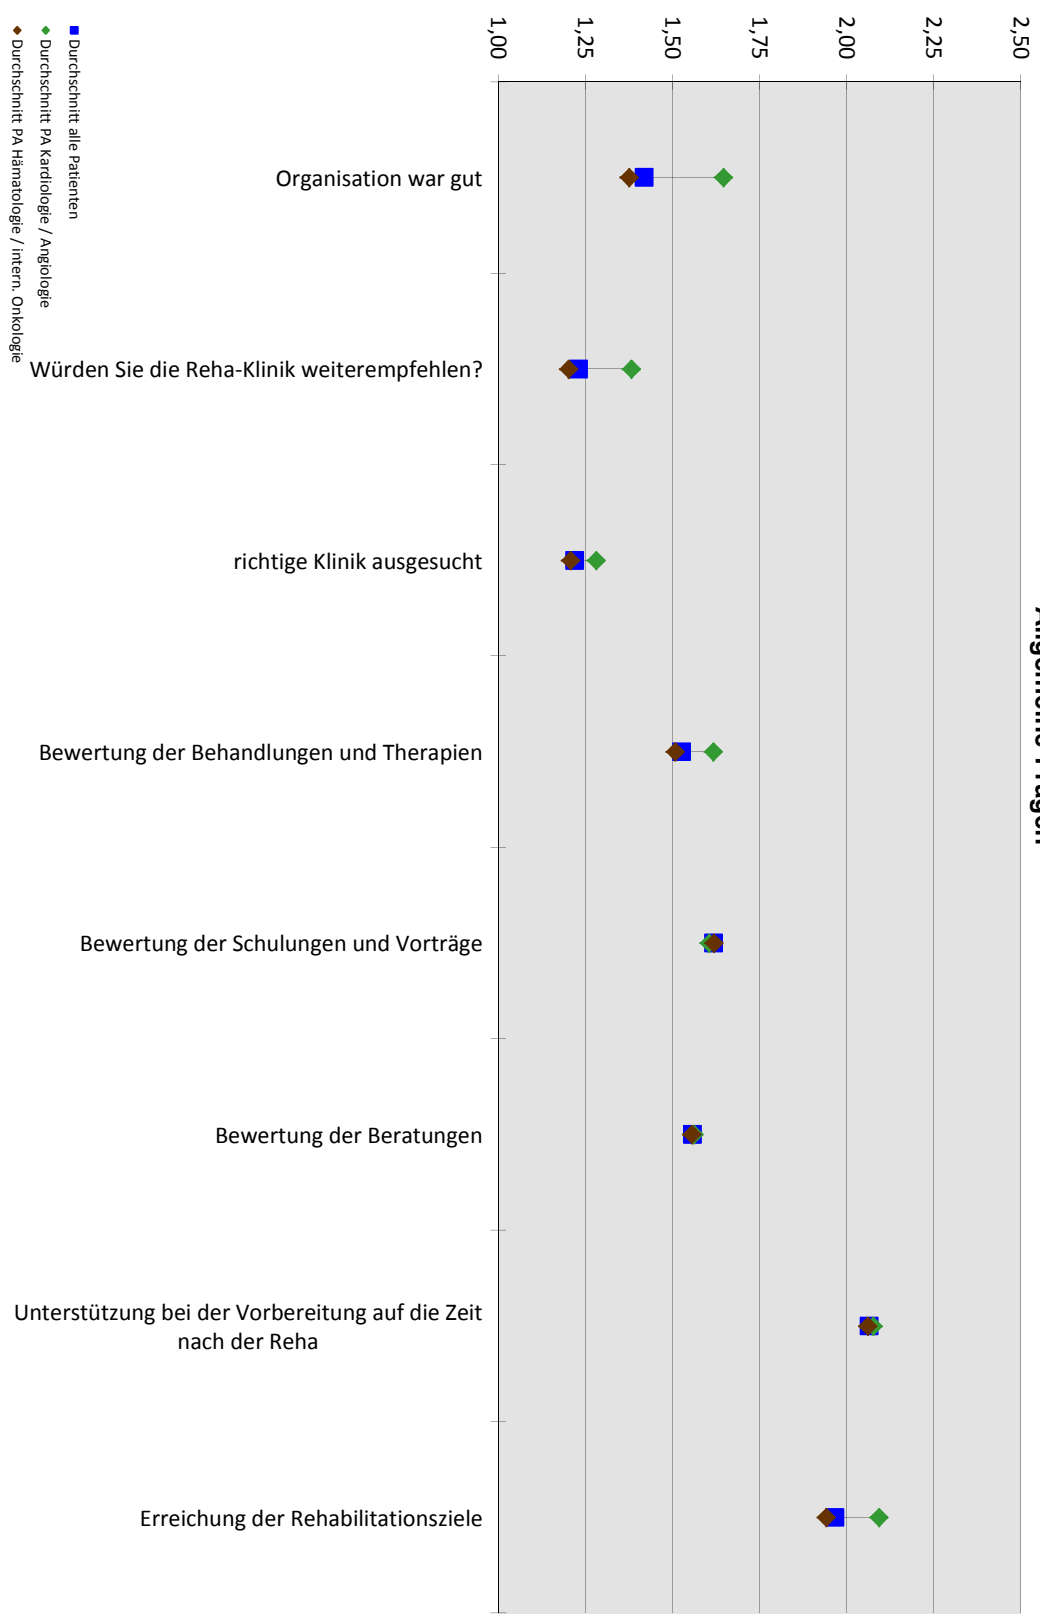 Allgemeine Fragen
1,00
1,25
1,50
1,75
2,00
2,25
2,50
Organisation war gut
Würden Sie die Reha-Klinik weiterempfehlen?
richtige Klinik ausgesucht
Bewertung der Behandlungen und Therapien
Bewertung der Schulungen und Vorträge
Bewertung der Beratungen
Unterstützung bei der Vorbereitung auf die Zeit
nach der Reha
Erreichung der Rehabilitationsziele
Durchschnitt alle Patienten
Durchschnitt PA Kardiologie / Angiologie
Durchschnitt PA Hämatologie / intern. Onkologie